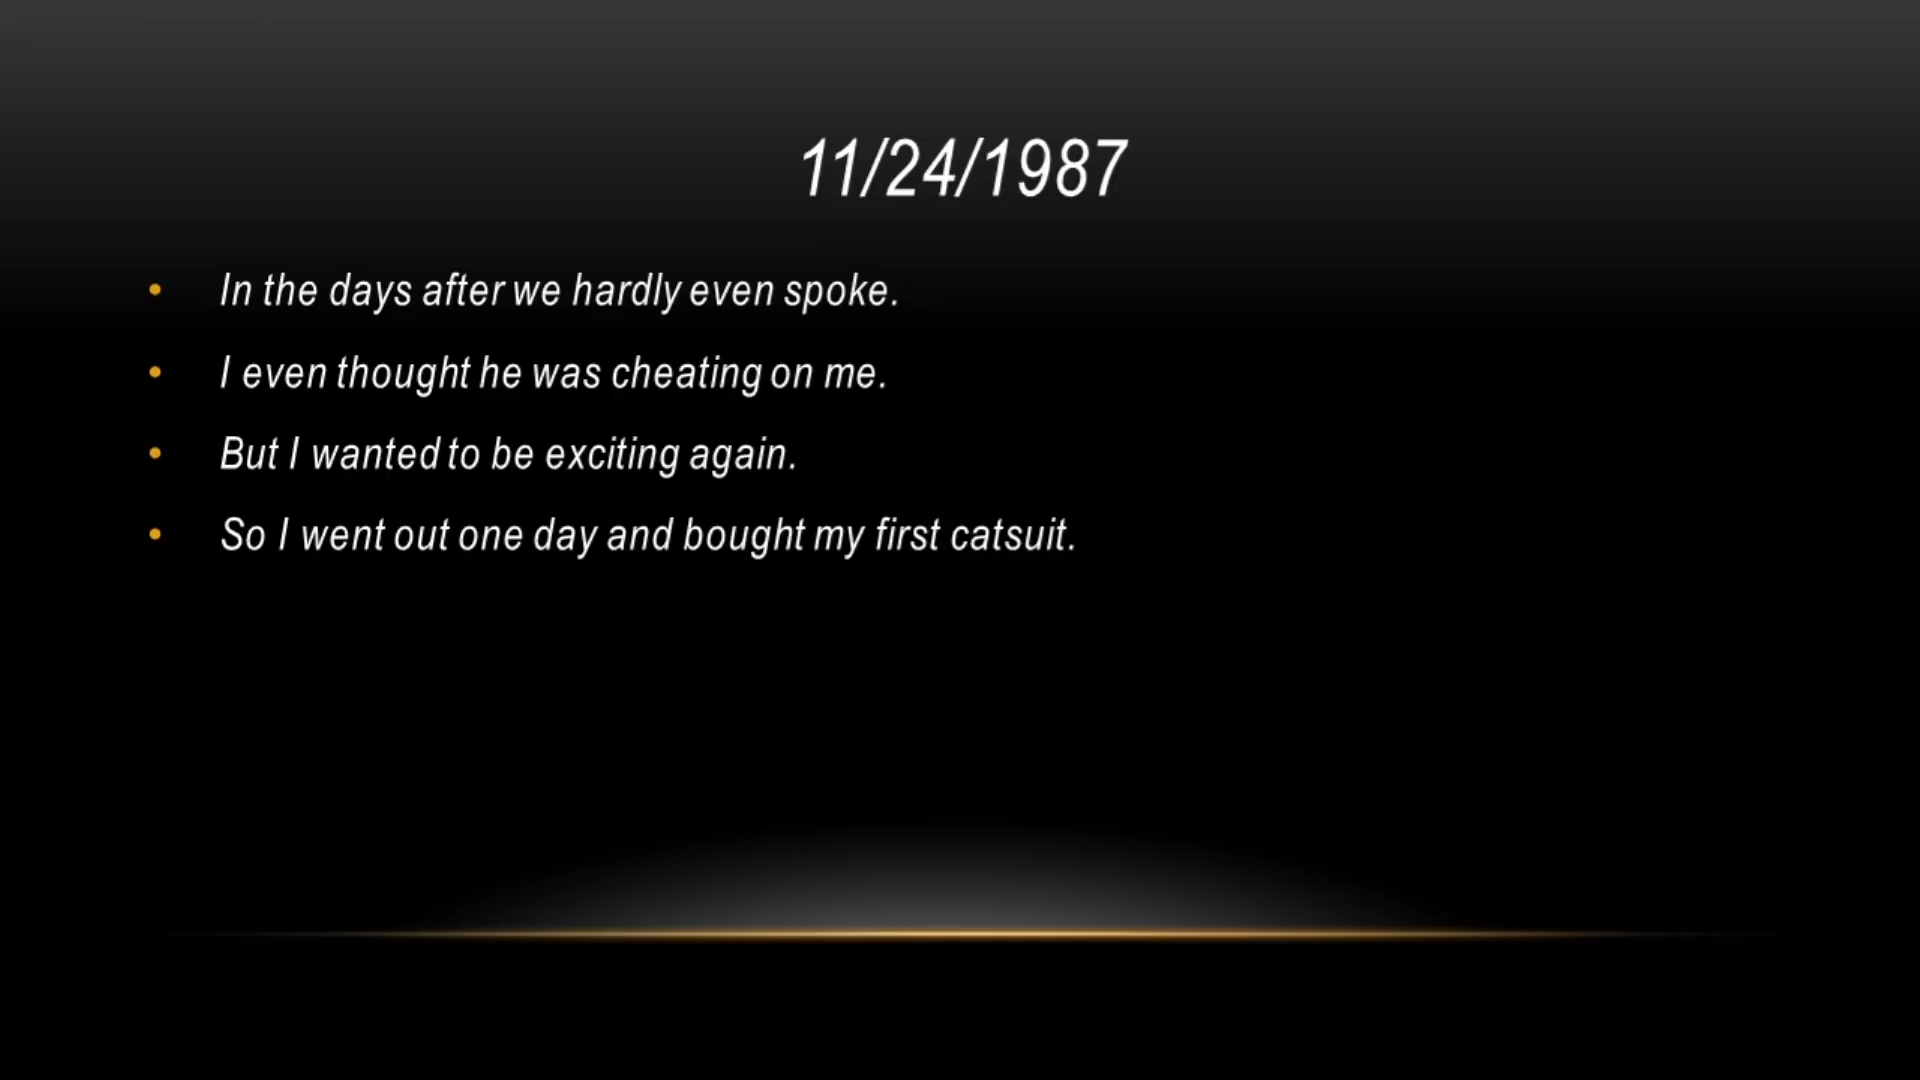 11/24/1987
• In the days after we hardly even spoke.
• I even thought he was cheating on me.
• But I wanted to be exciting again.
• So I went out one day and bought my first catsuit.